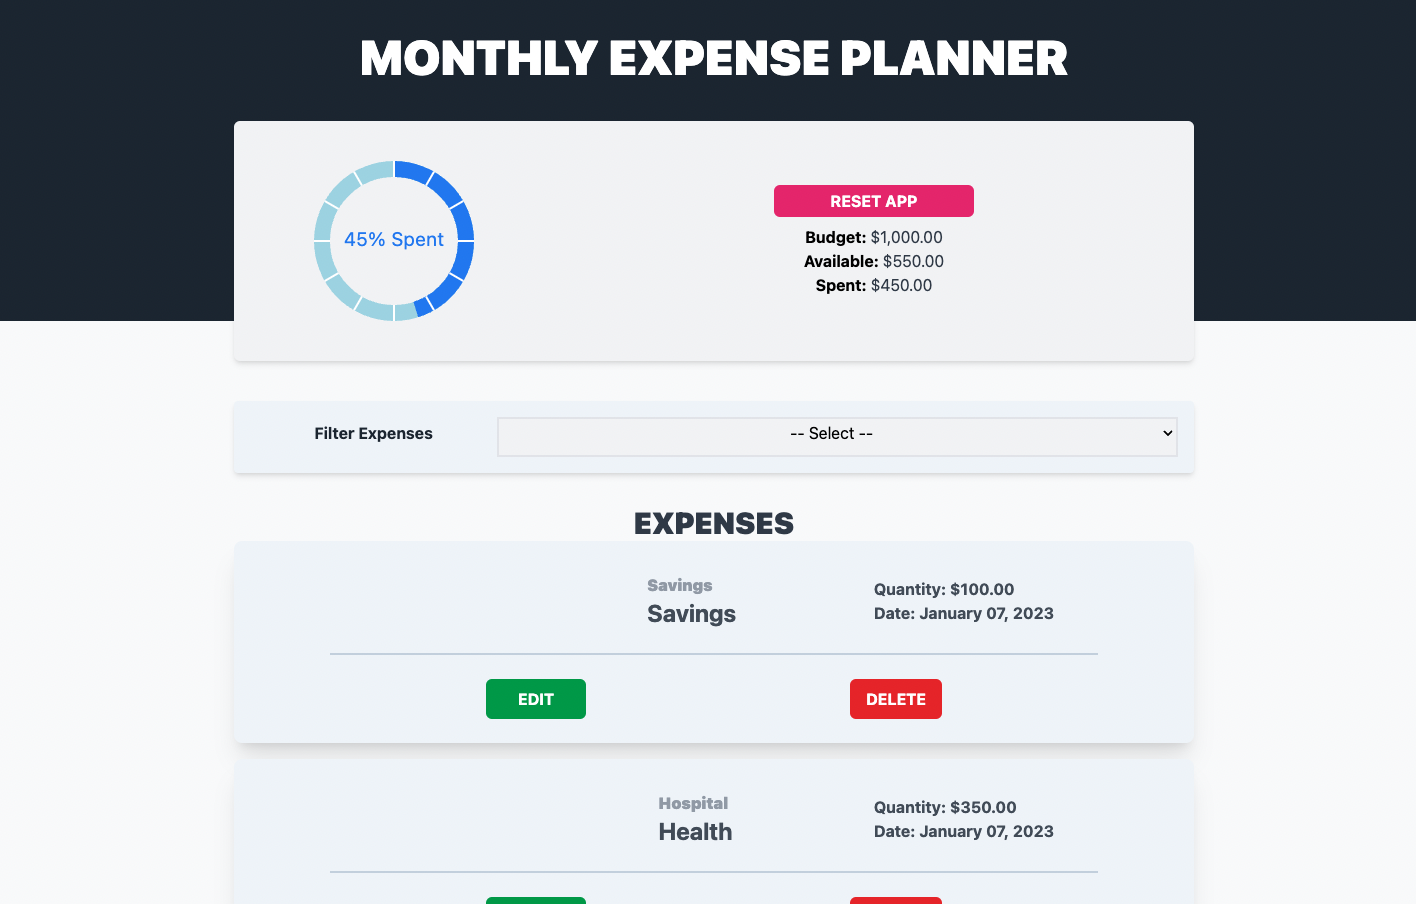 MONTHLY EXPENSE PLANNER
45% Spent
RESET APP
Budget: $1,000.00
Available: $550.00
Spent: $450.00
Filter Expenses
-- Select --
EXPENSES
Savings
Savings
Quantity: $100.00
Date: January 07, 2023
EDIT
DELETE
Hospital
Health
Quantity: $350.00
Date: January 07, 2023